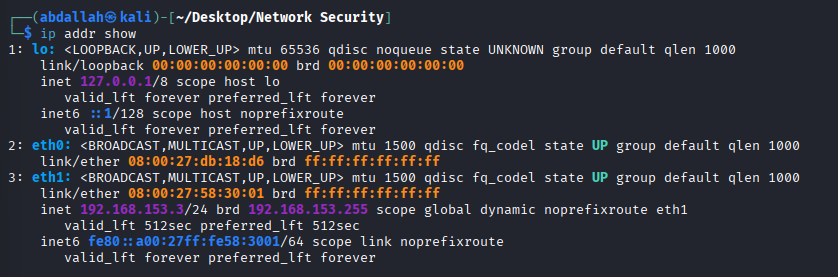 ┌──(abdallah㉿kali)-[~/Desktop/Network Security]
└─$ ip addr show
1: lo: <LOOPBACK,UP,LOWER_UP> mtu 65536 qdisc noqueue state UNKNOWN group default qlen 1000
    link/loopback 00:00:00:00:00:00 brd 00:00:00:00:00:00
    inet 127.0.0.1/8 scope host lo
       valid_lft forever preferred_lft forever
    inet6 ::1/128 scope host noprefixroute
       valid_lft forever preferred_lft forever
2: eth0: <BROADCAST,MULTICAST,UP,LOWER_UP> mtu 1500 qdisc fq_codel state UP group default qlen 1000
    link/ether 08:00:27:db:18:d6 brd ff:ff:ff:ff:ff:ff
3: eth1: <BROADCAST,MULTICAST,UP,LOWER_UP> mtu 1500 qdisc fq_codel state UP group default qlen 1000
    link/ether 08:00:27:58:30:01 brd ff:ff:ff:ff:ff:ff
    inet 192.168.153.3/24 brd 192.168.153.255 scope global dynamic noprefixroute eth1
       valid_lft 512sec preferred_lft 512sec
    inet6 fe80::a00:27ff:fe58:3001/64 scope link noprefixroute
       valid_lft forever preferred_lft forever